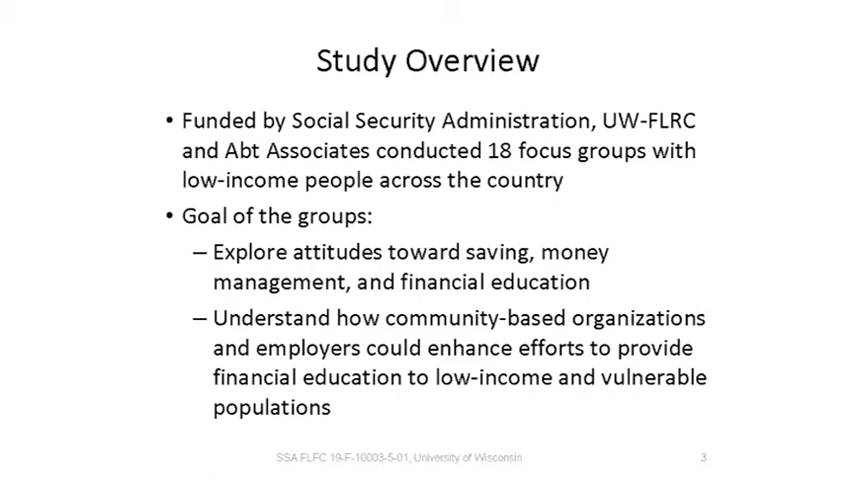 Study Overview
• Funded by Social Security Administration, UW-FLRC
and Abt Associates conducted 18 focus groups with
low-income people across the country
• Goal of the groups:
– Explore attitudes toward saving, money
management, and financial education
– Understand how community-based organizations
and employers could enhance efforts to provide
financial education to low-income and vulnerable
populations
SSA FLFC 19-F-10003-5-01, University of Wisconsin
3